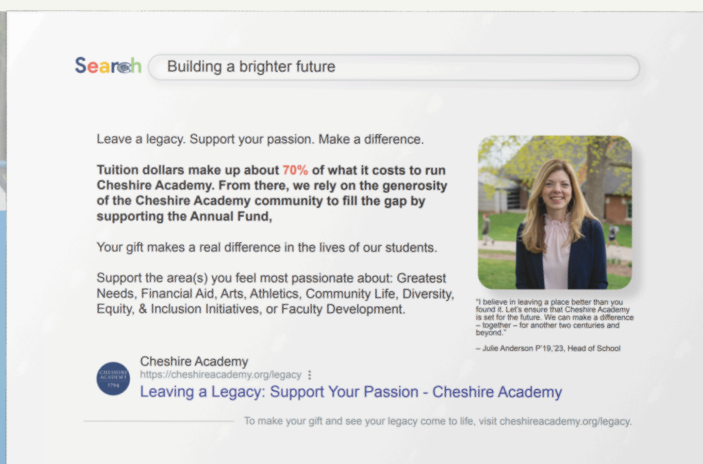 Search
Building a brighter future
Leave a legacy. Support your passion. Make a difference.
Tuition dollars make up about 70% of what it costs to run
Cheshire Academy. From there, we rely on the generosity
of the Cheshire Academy community to fill the gap by
supporting the Annual Fund,
Your gift makes a real difference in the lives of our students.
Support the area(s) you feel most passionate about: Greatest
Needs, Financial Aid, Arts, Athletics, Community Life, Diversity,
Equity, & Inclusion Initiatives, or Faculty Development.
"I believe in leaving a place better than you
found it. Let's ensure that Cheshire Academy
is set for the future. We can make a difference
– together – for another two centuries and
beyond."
– Julie Anderson P'19,'23, Head of School
CHESHIRE
ACADEMY
1794
Cheshire Academy
https://cheshireacademy.org/legacy
Leaving a Legacy: Support Your Passion - Cheshire Academy
To make your gift and see your legacy come to life, visit cheshireacademy.org/legacy.